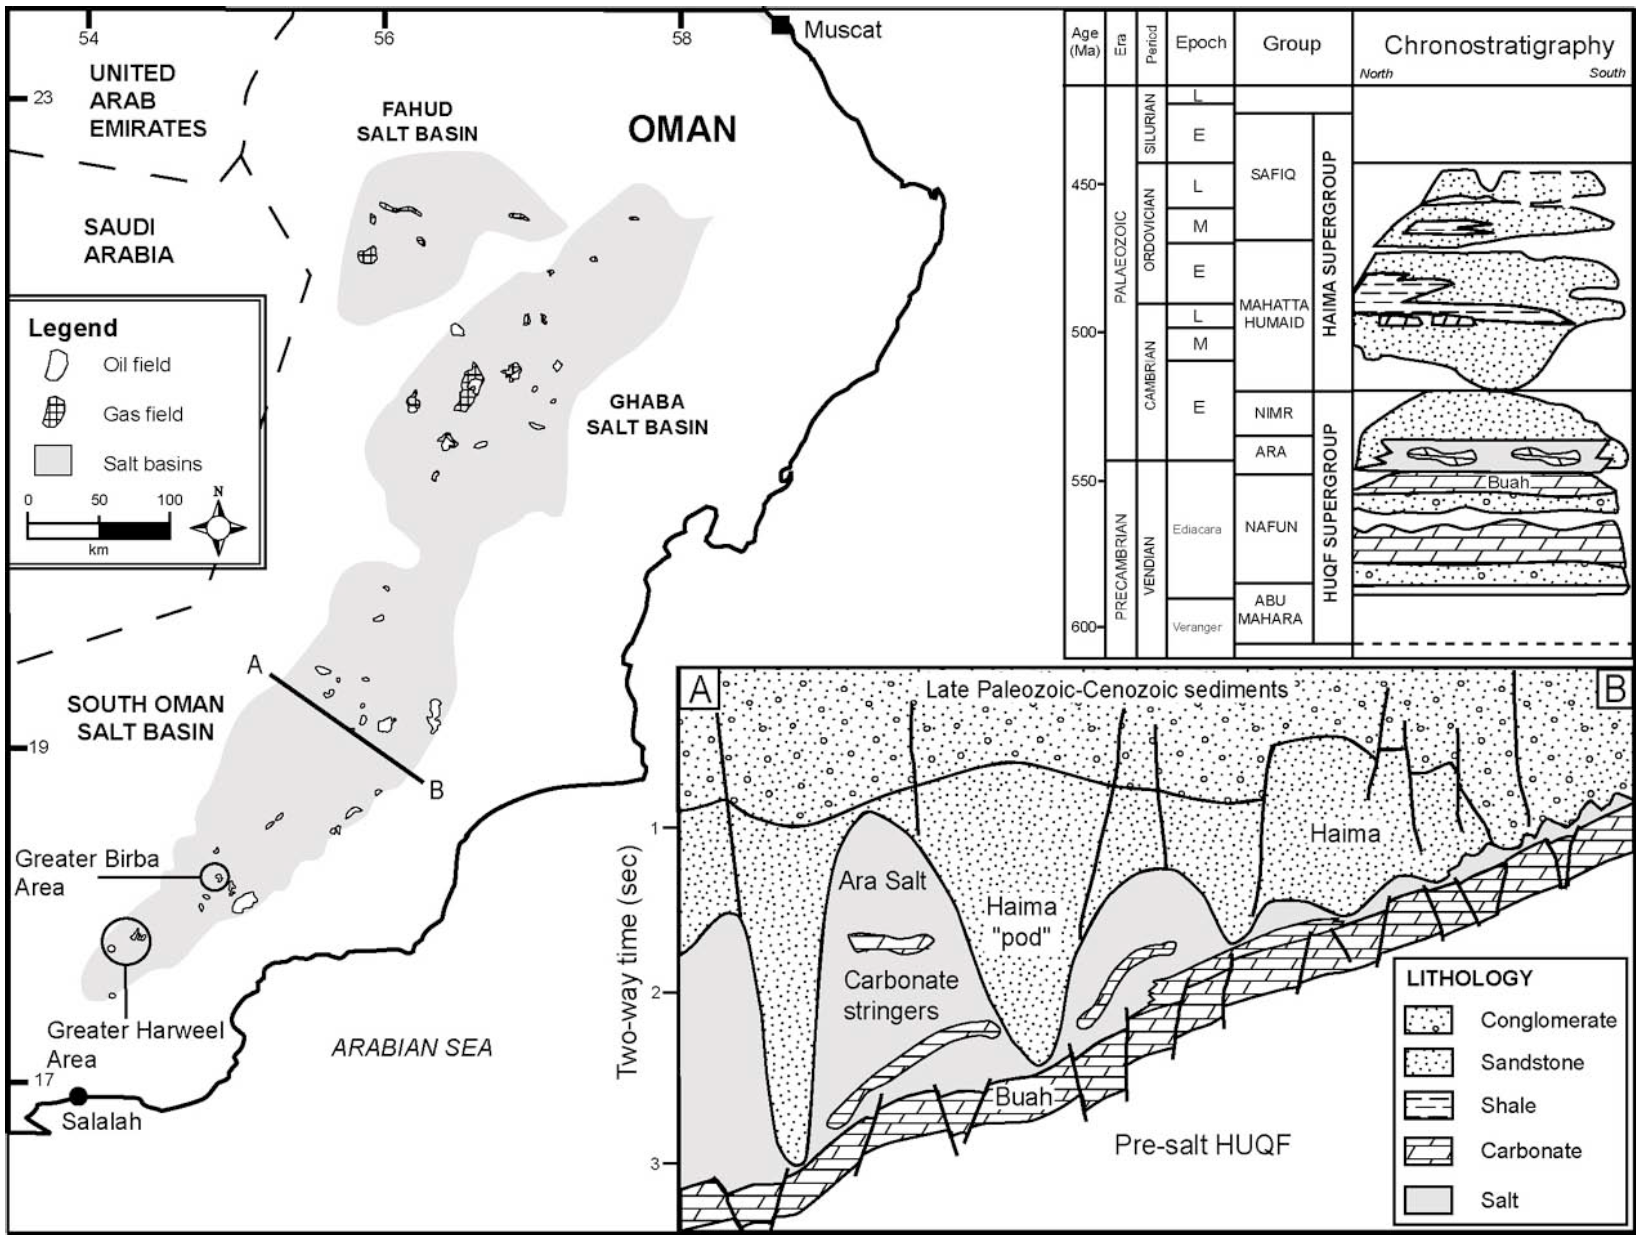 54
56
58
Muscat
UNITED
ARAB
EMIRATES
23
FAHUD
SALT BASIN
OMAN
SAUDI
ARABIA
Legend
Oil field
Gas field
Salt basins
0 50 100
km
N
GHABA
SALT BASIN
A
B
SOUTH OMAN
SALT BASIN
19
Greater Birba
Area
Greater Harweel
Area
ARABIAN SEA
17
Salalah
Age
(Ma)
Era
Period
Epoch
Group
Chronostratigraphy
North
South
450
500
550
600
PALAEOZOIC
PRECAMBRIAN
SILURIAN
ORDOVICIAN
CAMBRIAN
VENDIAN
L
E
L
M
E
L
M
E
Ediacara
Veranger
SAFIQ
MAHATTA
HUMAID
NIMR
ARA
NAFUN
ABU
MAHARA
HAIMA SUPERGROUP
HUQF SUPERGROUP
Buah
A
Late Paleozoic-Cenozoic sediments
B
Two-way time (sec)
1
2
3
Ara Salt
Haima
"pod"
Haima
Carbonate
stringers
Buah
Pre-salt HUQF
LITHOLOGY
Conglomerate
Sandstone
Shale
Carbonate
Salt